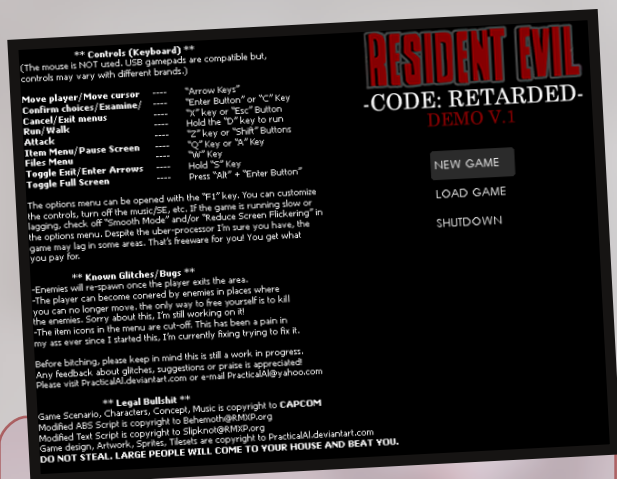 ** Controls (Keyboard) **
(The mouse is NOT used. USB gamepads are compatible but,
controls may vary with different brands.)
Move player/Move cursor ---- "Arrow Keys"
Confirm choices/Examine/ ---- "Enter Button" or "C" Key
Cancel/Exit menus ---- "X" key or "Esc" Button
Run/Walk ---- Hold the "D" key to run
Attack ---- "Z" key or "Shift" Buttons
Item Menu/Pause Screen ---- "Q" Key or "A" Key
Files Menu ---- "W" Key
Toggle Exit/Enter Arrows ---- Hold "S" Key
Toggle Full Screen ---- Press "Alt" + "Enter Button"
The options menu can be opened with the "F1" key. You can customize
the controls, turn off the music/SE, etc. If the game is running slow or
lagging, check off "Smooth Mode" and/or "Reduce Screen Flickering" in
the options menu. Despite the uber-processor I'm sure you have, the
game may lag in some areas. That's freeware for you! You get what
you pay for.
** Known Glitches/Bugs **
-Enemies will re-spawn once the player exits the area.
-The player can become conered by enemies in places where
you can no longer move. the only way to free yourself is to kill
the enemies. Sorry about this, I'm still working on it!
-The item icons in the menu are cut-off. This has been a pain in
my ass ever since I started this, I'm currently fixing trying to fix it.
Before bitching, please keep in mind this is still a work in progress.
Any feedback about glitches, suggestions or praise is appreciated!
Please visit PracticalAl.deviantart.com or e-mail PracticalAl@yahoo.com
** Legal Bullshit **
Game Scenario, Characters, Concept, Music is copyright to CAPCOM
Modified ABS Script is copyright to Behemoth@RMXP.org
Modified Text Script is copyright to Slipknot@RMXP.org
Game design, Artwork, Sprites, Tilesets are copyright to PracticalAl.deviantart.com
DO NOT STEAL. LARGE PEOPLE WILL COME TO YOUR HOUSE AND BEAT YOU.
RESIDENT EVIL
-CODE: RETARDED-
DEMO V.1
NEW GAME
LOAD GAME
SHUTDOWN